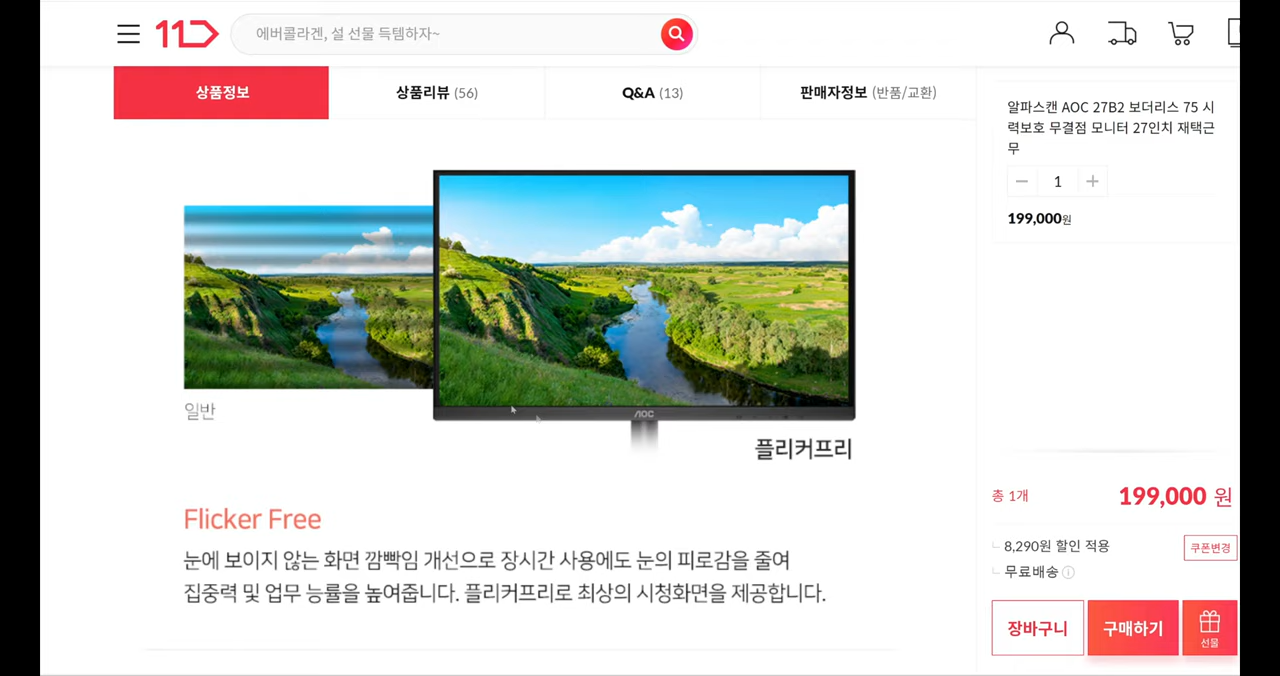 11
에버콜라겐, 설 선물 득템하자~
상품정보
상품리뷰 (56)
Q&A (13)
판매자정보 (반품/교환)
알파스캔 AOC 27B2 보더리스 75 시
력보호 무결점 모니터 27인치 재택근
무
1
199,000원
일반
AOC
플리커프리
Flicker Free
눈에 보이지 않는 화면 깜빡임 개선으로 장시간 사용에도 눈의 피로감을 줄여
집중력 및 업무 능률을 높여줍니다. 플리커프리로 최상의 시청화면을 제공합니다.
총 1개
199,000 원
8,290원 할인 적용
쿠폰변경
무료배송
장바구니
구매하기
선물